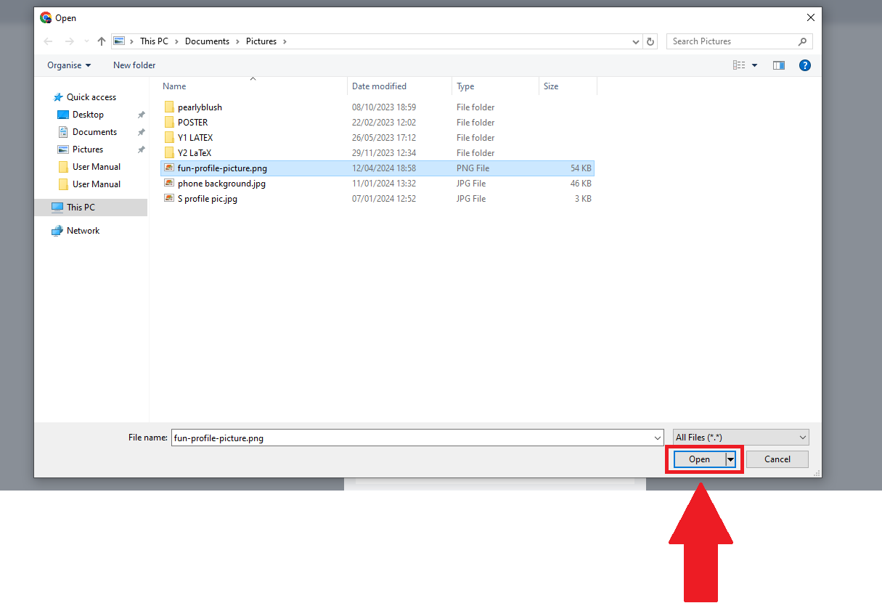 Open
This PC Documents Pictures
Search Pictures
Organise New folder
Name Date modified Type Size
Quick access
Desktop
Documents
Pictures
User Manual
User Manual
This PC
Network
pearlyblush 08/10/2023 18:59 File folder
POSTER 22/02/2023 12:02 File folder
Y1 LATEX 26/05/2023 17:12 File folder
Y2 LaTeX 29/11/2023 12:34 File folder
fun-profile-picture.png 12/04/2024 18:58 PNG File 54 KB
phone background.jpg 11/01/2024 13:32 JPG File 46 KB
S profile pic.jpg 07/01/2024 12:52 JPG File 3 KB
File name: fun-profile-picture.png All Files (*.*)
Open Cancel